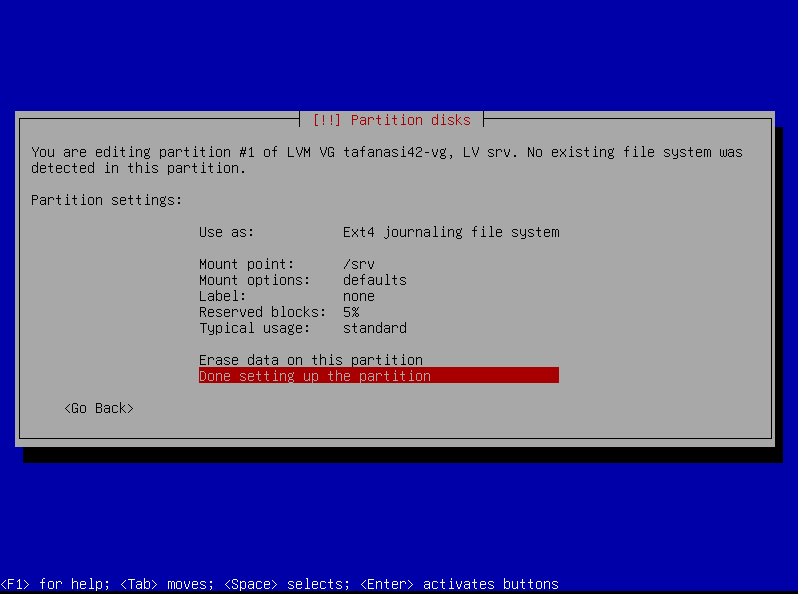 [!!] Partition disks
You are editing partition #1 of LVM VG tafanasi42-vg, LV srv. No existing file system was
detected in this partition.
Partition settings:
Use as: Ext4 journaling file system
Mount point: /srv
Mount options: defaults
Label: none
Reserved blocks: 5%
Typical usage: standard
Erase data on this partition
Done setting up the partition
<Go Back>
<F1> for help; <Tab> moves; <Space> selects; <Enter> activates buttons